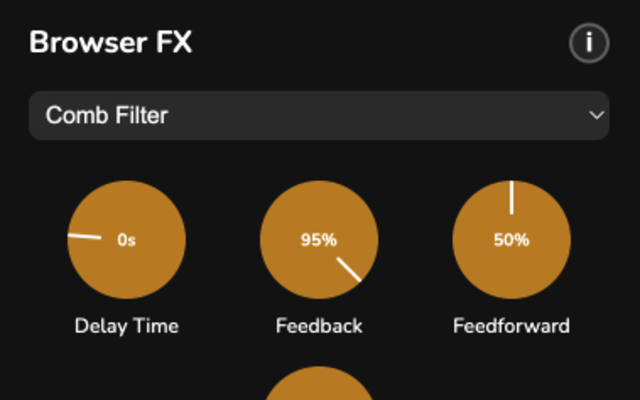 Browser FX
i
Comb Filter
0s
95%
50%
Delay Time
Feedback
Feedforward